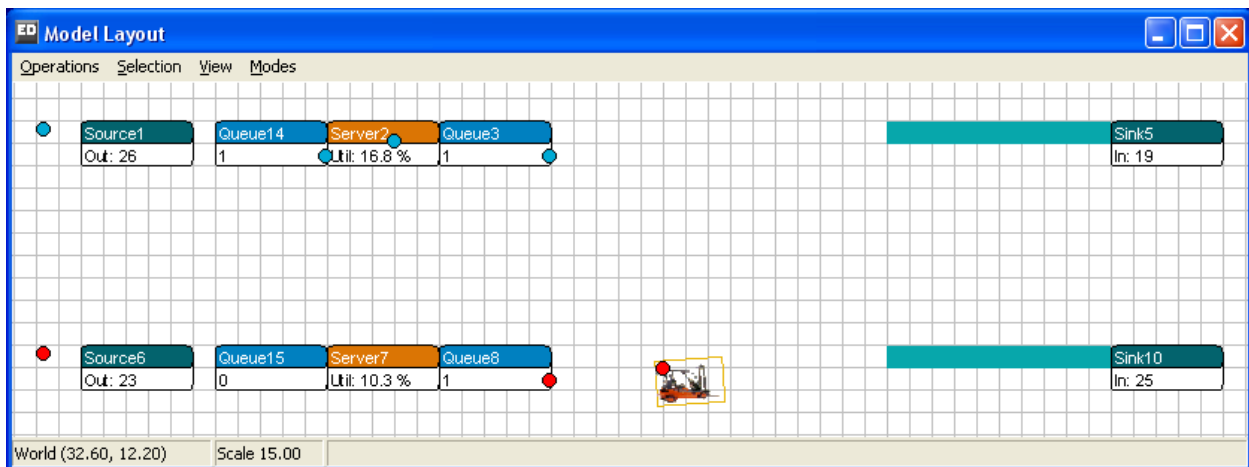 ED Model Layout
Operations Selection View Modes
Source1 Queue14 Server2 Queue3 Sink5
Out: 26 1 Util: 16.8 % 1 In: 19
Source6 Queue15 Server7 Queue8 Sink10
Out: 23 0 Util: 10.3 % 1 In: 25
World (32.60, 12.20) Scale 15.00